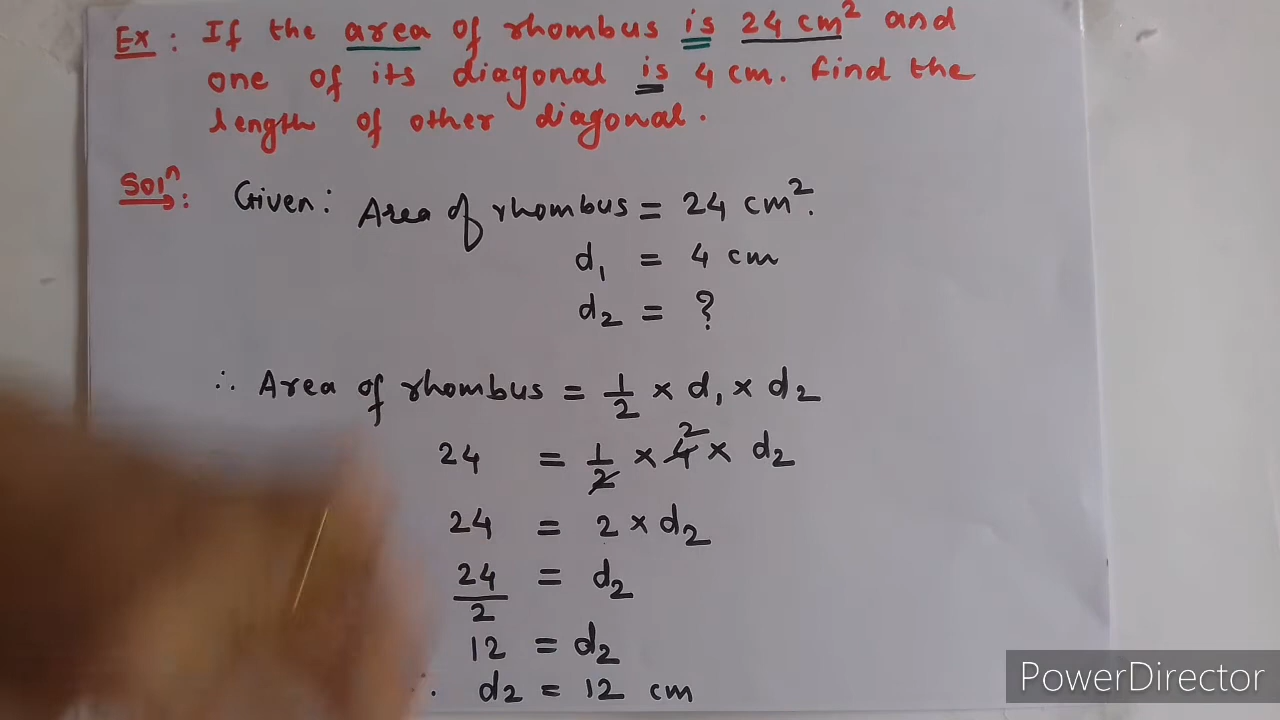 Ex : If the area of rhombus is 24 cm² and
one of its diagonal is 4 cm. Find the
length of other diagonal.
Solⁿ: Given: Area of rhombus = 24 cm².
d₁ = 4 cm
d₂ = ?
∴ Area of rhombus = 1/2 × d₁ × d₂
24 = 1/2 × 4 2 × d₂
24 = 2 × d₂
24/2 = d₂
12 = d₂
∴ d₂ = 12 cm
PowerDirector